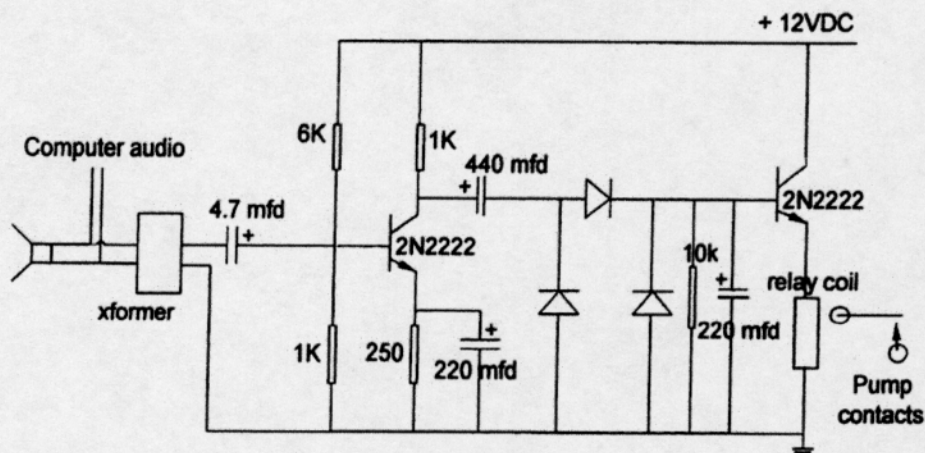 + 12VDC
6K
1K
Computer audio
440 mfd
4.7 mfd
+
+
2N2222
2N2222
10k
relay coil
xformer
+
+
1K
250
220 mfd
220 mfd
Pump
contacts